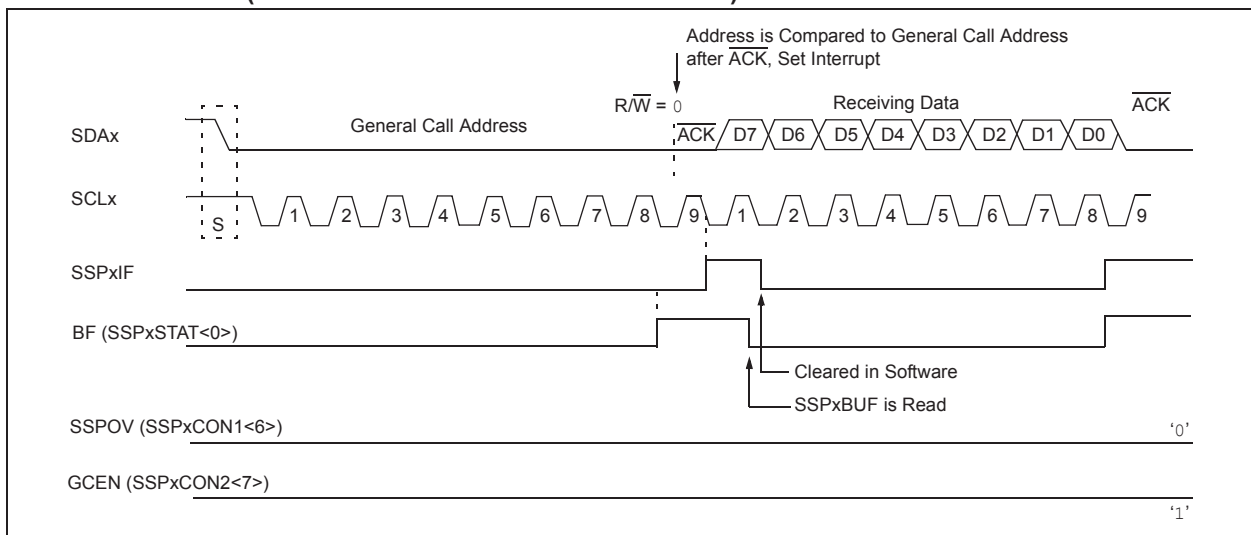 Address is Compared to General Call Address
after ACK, Set Interrupt
R/W = 0
Receiving Data
ACK
SDAx
General Call Address
ACK
D7 D6 D5 D4 D3 D2 D1 D0
SCLx
S
1 2 3 4 5 6 7 8 9 1 2 3 4 5 6 7 8 9
SSPxIF
BF (SSPxSTAT<0>)
Cleared in Software
SSPxBUF is Read
SSPOV (SSPxCON1<6>)
‘0’
GCEN (SSPxCON2<7>)
‘1’